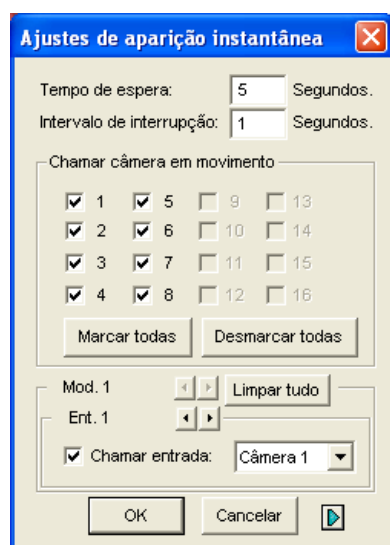 Ajustes de aparição instantânea
Tempo de espera: 5 Segundos.
Intervalo de interrupção: 1 Segundos.
Chamar câmera em movimento
1 5 9 13
2 6 10 14
3 7 11 15
4 8 12 16
Marcar todas Desmarcar todas
Mod. 1 Limpar tudo
Ent. 1
Chamar entrada: Câmera 1
OK Cancelar